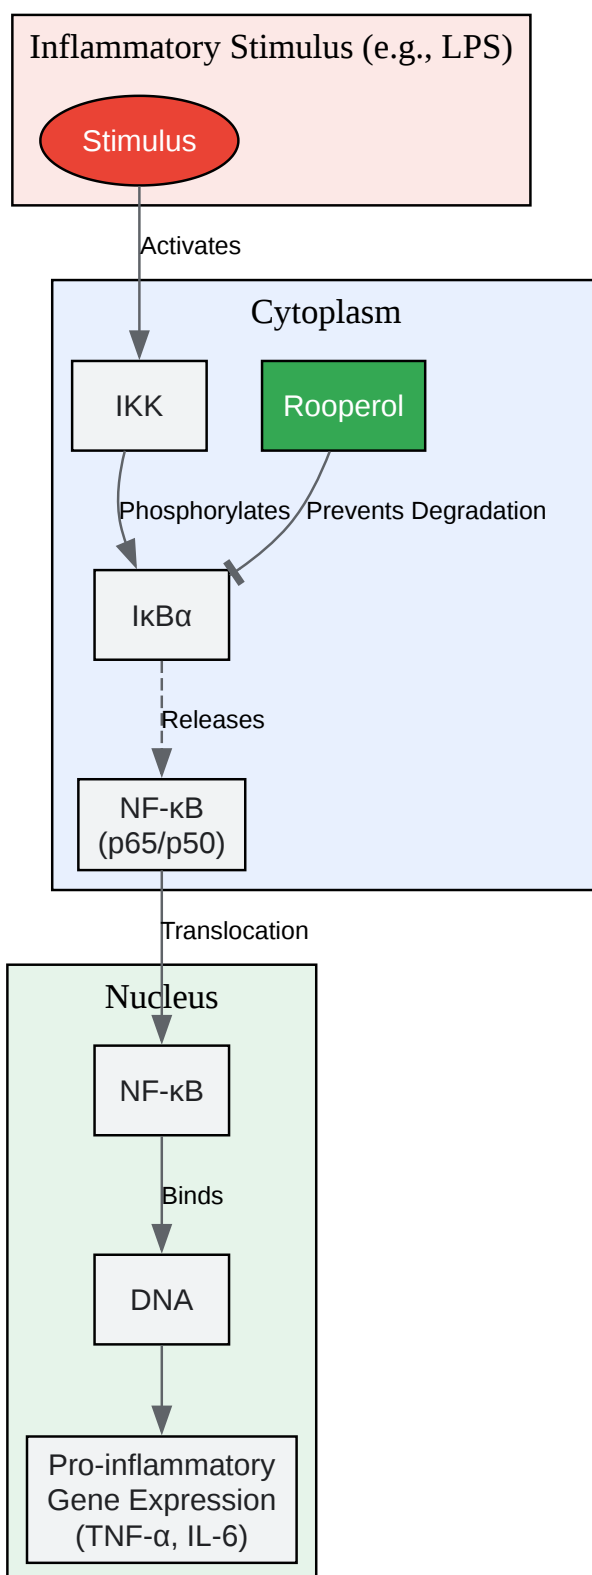 Inflammatory Stimulus (e.g., LPS)
Stimulus
Activates
Cytoplasm
IKK
Rooperol
Phosphorylates
Prevents Degradation
IκBα
Releases
NF-κB
(p65/p50)
Translocation
Nucleus
NF-κB
Binds
DNA
Pro-inflammatory
Gene Expression
(TNF-α, IL-6)